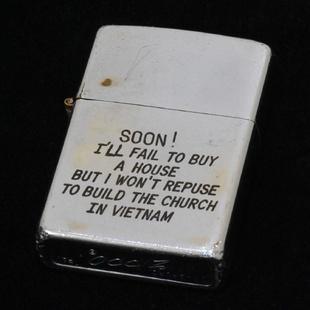 SOON!
I'LL FAIL TO BUY
A HOUSE
BUT I WON'T REPUSE
TO BUILD THE CHURCH
IN VIETNAM